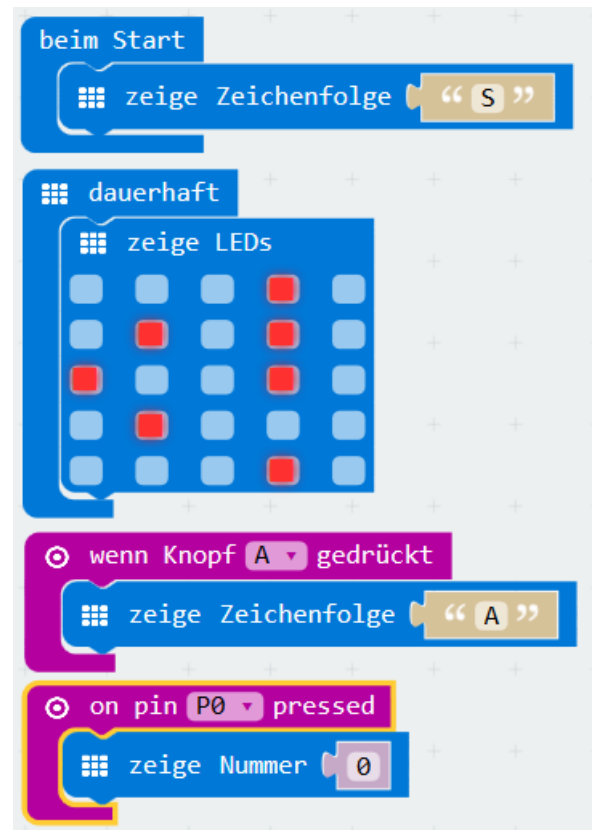 beim Start
zeige Zeichenfolge “ S ”
dauerhaft
zeige LEDs
wenn Knopf A gedrückt
zeige Zeichenfolge “ A ”
on pin P0 pressed
zeige Nummer 0